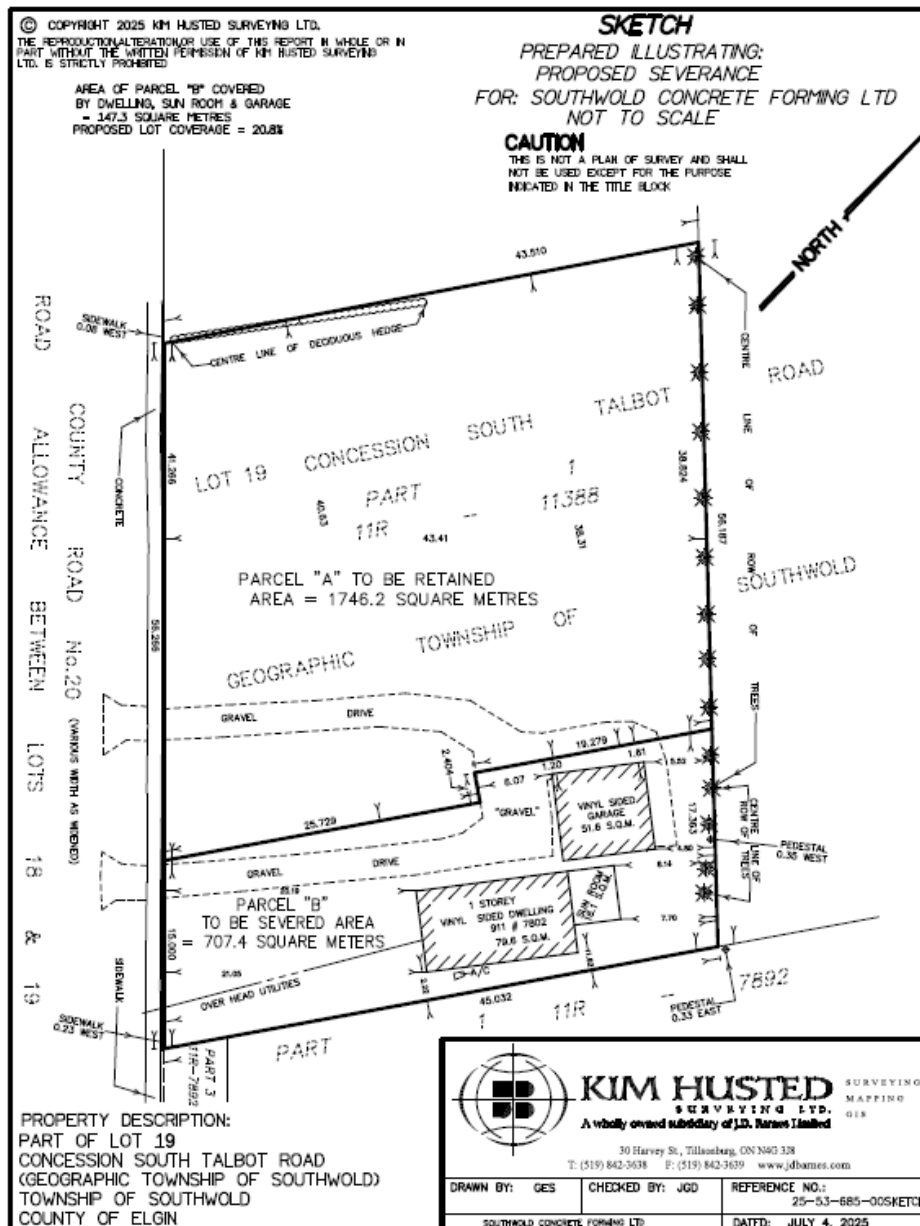 © COPYRIGHT 2025 KIM HUSTED SURVEYING LTD.
THE REPRODUCTION,ALTERATION,OR USE OF THIS REPORT IN WHOLE OR IN
PART WITHOUT THE WRITTEN PERMISSION OF KIM HUSTED SURVEYING
LTD. IS STRICTLY PROHIBITED
AREA OF PARCEL "B" COVERED
BY DWELLING, SUN ROOM & GARAGE
= 147.3 SQUARE METRES
PROPOSED LOT COVERAGE = 20.8%
SKETCH
PREPARED ILLUSTRATING:
PROPOSED SEVERANCE
FOR: SOUTHWOLD CONCRETE FORMING LTD
NOT TO SCALE
CAUTION
THIS IS NOT A PLAN OF SURVEY AND SHALL
NOT BE USED EXCEPT FOR THE PURPOSE
INDICATED IN THE TITLE BLOCK
NORTH
43.510
SIDEWALK
0.08 WEST
CENTRE LINE OF DECIDUOUS HEDGE
ROAD ALLOWANCE BETWEEN LOTS 18 & 19
COUNTY ROAD No.20 (VARIOUS WIDTH AS WIDENED)
CONCRETE
SIDEWALK
41.266
56.266
LOT 19 CONCESSION SOUTH TALBOT ROAD
PART 1
11R -- 11388
40.63
43.41
38.31
38.824
56.187
CENTRE LINE OF ROW OF TREES
PARCEL "A" TO BE RETAINED
AREA = 1746.2 SQUARE METRES
GEOGRAPHIC TOWNSHIP OF SOUTHWOLD
GRAVEL DRIVE
2.404
19.279
6.07
1.20
1.61
"GRAVEL"
VINYL SIDED
GARAGE
51.6 S.Q.M.
17.363
CENTRE LINE OF
ROW OF TREES
PEDESTAL
0.35 WEST
25.729
GRAVEL DRIVE
PARCEL "B"
TO BE SEVERED AREA
= 707.4 SQUARE METERS
15.000
1 STOREY
VINYL SIDED DWELLING
911 # 7802
79.6 S.Q.M.
SUN ROOM
16.1 S.Q.M.
6.14
7.70
21.05
A/C
OVER HEAD UTILITIES
45.032
PEDESTAL
0.33 EAST
PART 1 11R -- 7892
SIDEWALK
0.23 WEST
PART 3
11R-7892
PROPERTY DESCRIPTION:
PART OF LOT 19
CONCESSION SOUTH TALBOT ROAD
(GEOGRAPHIC TOWNSHIP OF SOUTHWOLD)
TOWNSHIP OF SOUTHWOLD
COUNTY OF ELGIN
KIM HUSTED
SURVEYING LTD.
A wholly owned subsidiary of J.D. Barnes Limited
SURVEYING
MAPPING
GIS
30 Harvey St., Tillsonburg, ON N4G 3J8
T: (519) 842-3638 F: (519) 842-3639 www.jdbarnes.com
DRAWN BY: GES
CHECKED BY: JGD
REFERENCE NO.:
25-53-685-00SKETCH
SOUTHWOLD CONCRETE FORMING LTD
DATED: JULY 4, 2025